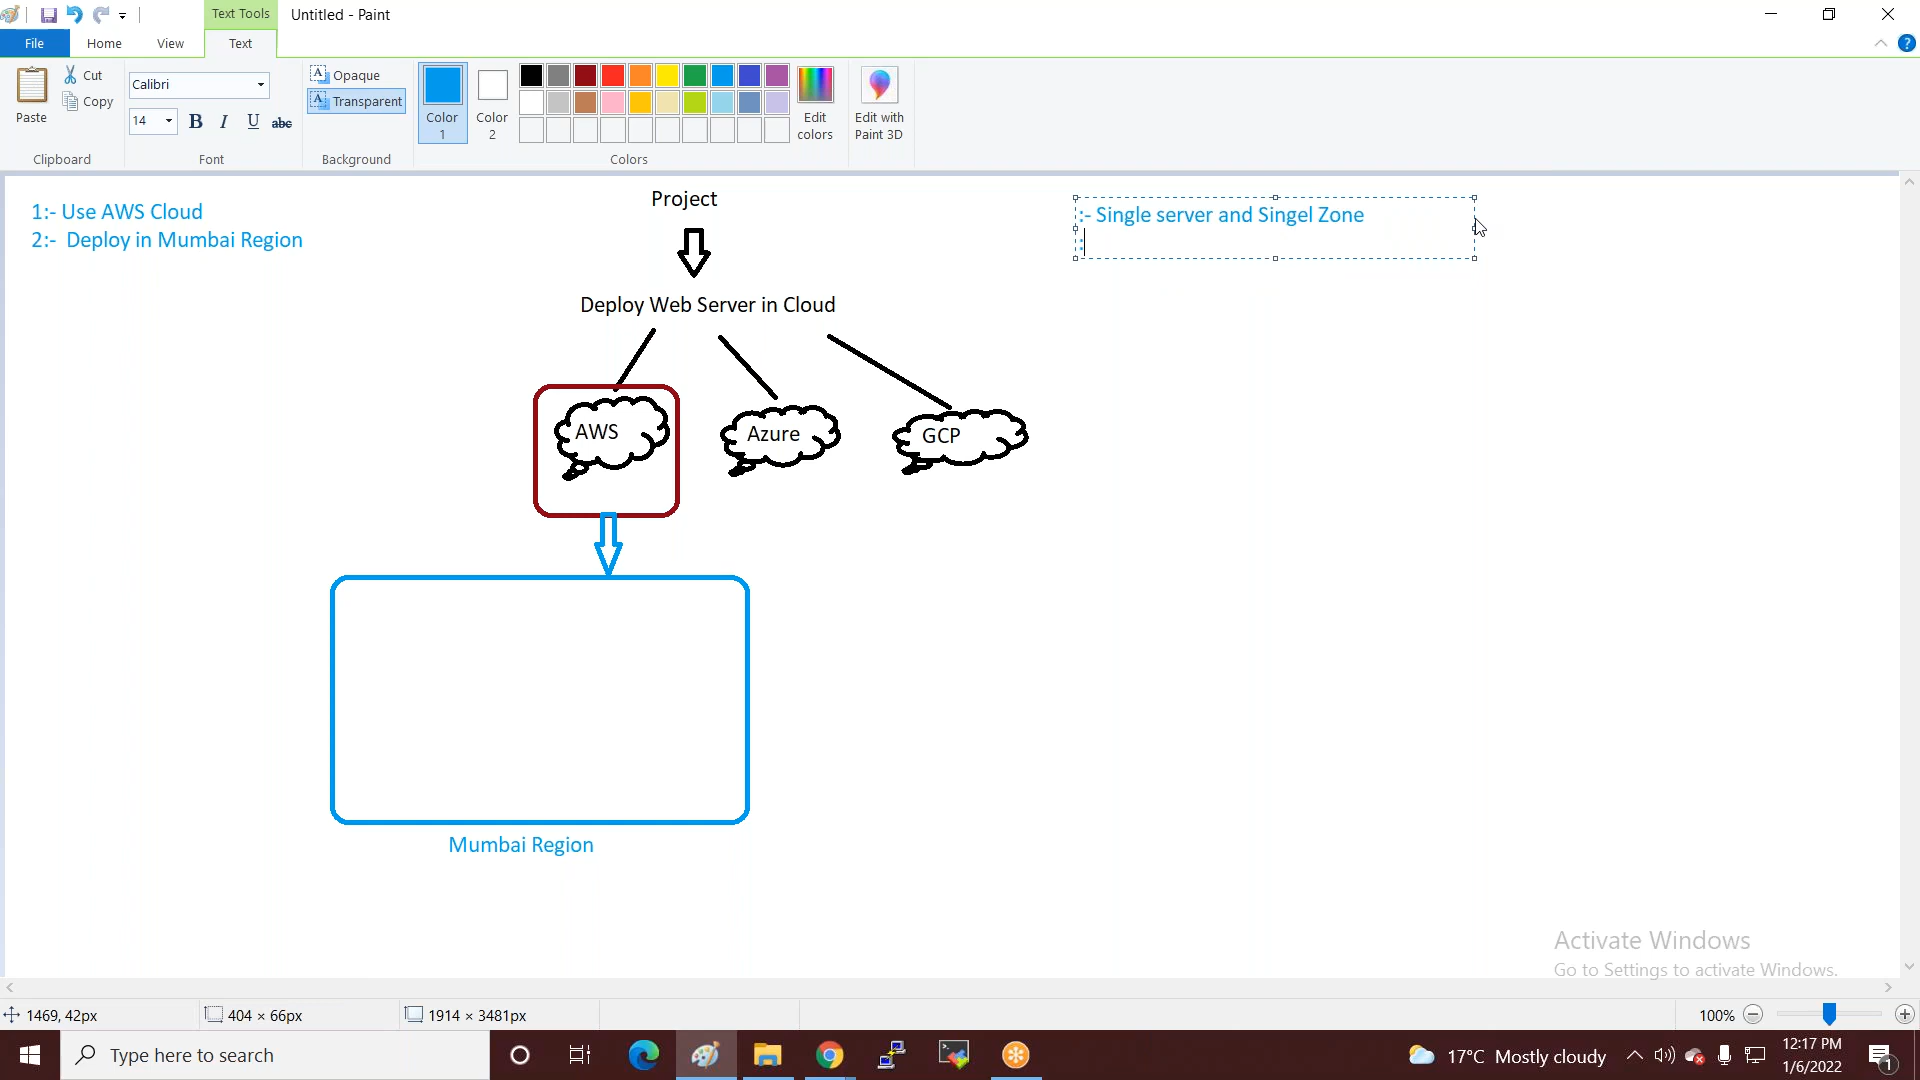 Text Tools
Untitled - Paint
File
Home
View
Text
Paste
Cut
Copy
Clipboard
Calibri
14
B I U abc
Font
Opaque
Transparent
Background
Color 1
Color 2
Edit colors
Colors
Edit with Paint 3D
1:- Use AWS Cloud
2:-  Deploy in Mumbai Region
Project
Deploy Web Server in Cloud
AWS
Azure
GCP
Mumbai Region
:- Single server and Singel Zone
:
Activate Windows
Go to Settings to activate Windows.
1469, 42px
404 × 66px
1914 × 3481px
100%
Type here to search
17°C Mostly cloudy
12:17 PM
1/6/2022
1